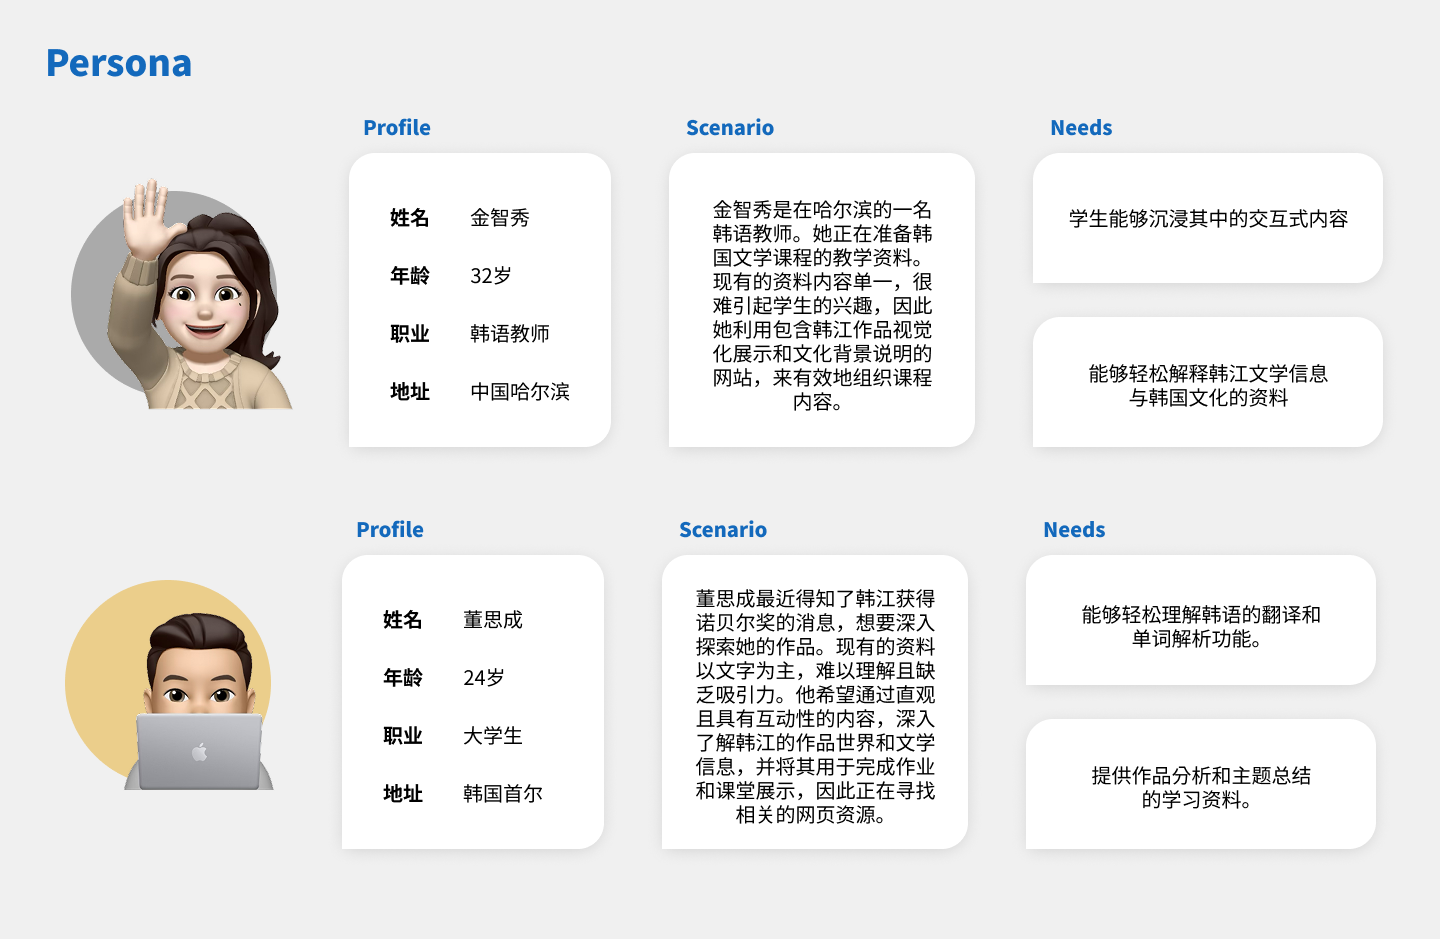 Persona
Profile
Scenario
Needs
姓名 金智秀
年龄 32岁
职业 韩语教师
地址 中国哈尔滨
金智秀是在哈尔滨的一名
韩语教师。她正在准备韩
国文学课程的教学资料。
现有的资料内容单一，很
难引起学生的兴趣，因此
她利用包含韩江作品视觉
化展示和文化背景说明的
网站，来有效地组织课程
内容。
学生能够沉浸其中的交互式内容
能够轻松解释韩江文学信息
与韩国文化的资料
Profile
Scenario
Needs
姓名 董思成
年龄 24岁
职业 大学生
地址 韩国首尔
董思成最近得知了韩江获得
诺贝尔奖的消息，想要深入
探索她的作品。现有的资料
以文字为主，难以理解且缺
乏吸引力。他希望通过直观
且具有互动性的内容，深入
了解韩江的作品世界和文学
信息，并将其用于完成作业
和课堂展示，因此正在寻找
相关的网页资源。
能够轻松理解韩语的翻译和
单词解析功能。
提供作品分析和主题总结
的学习资料。